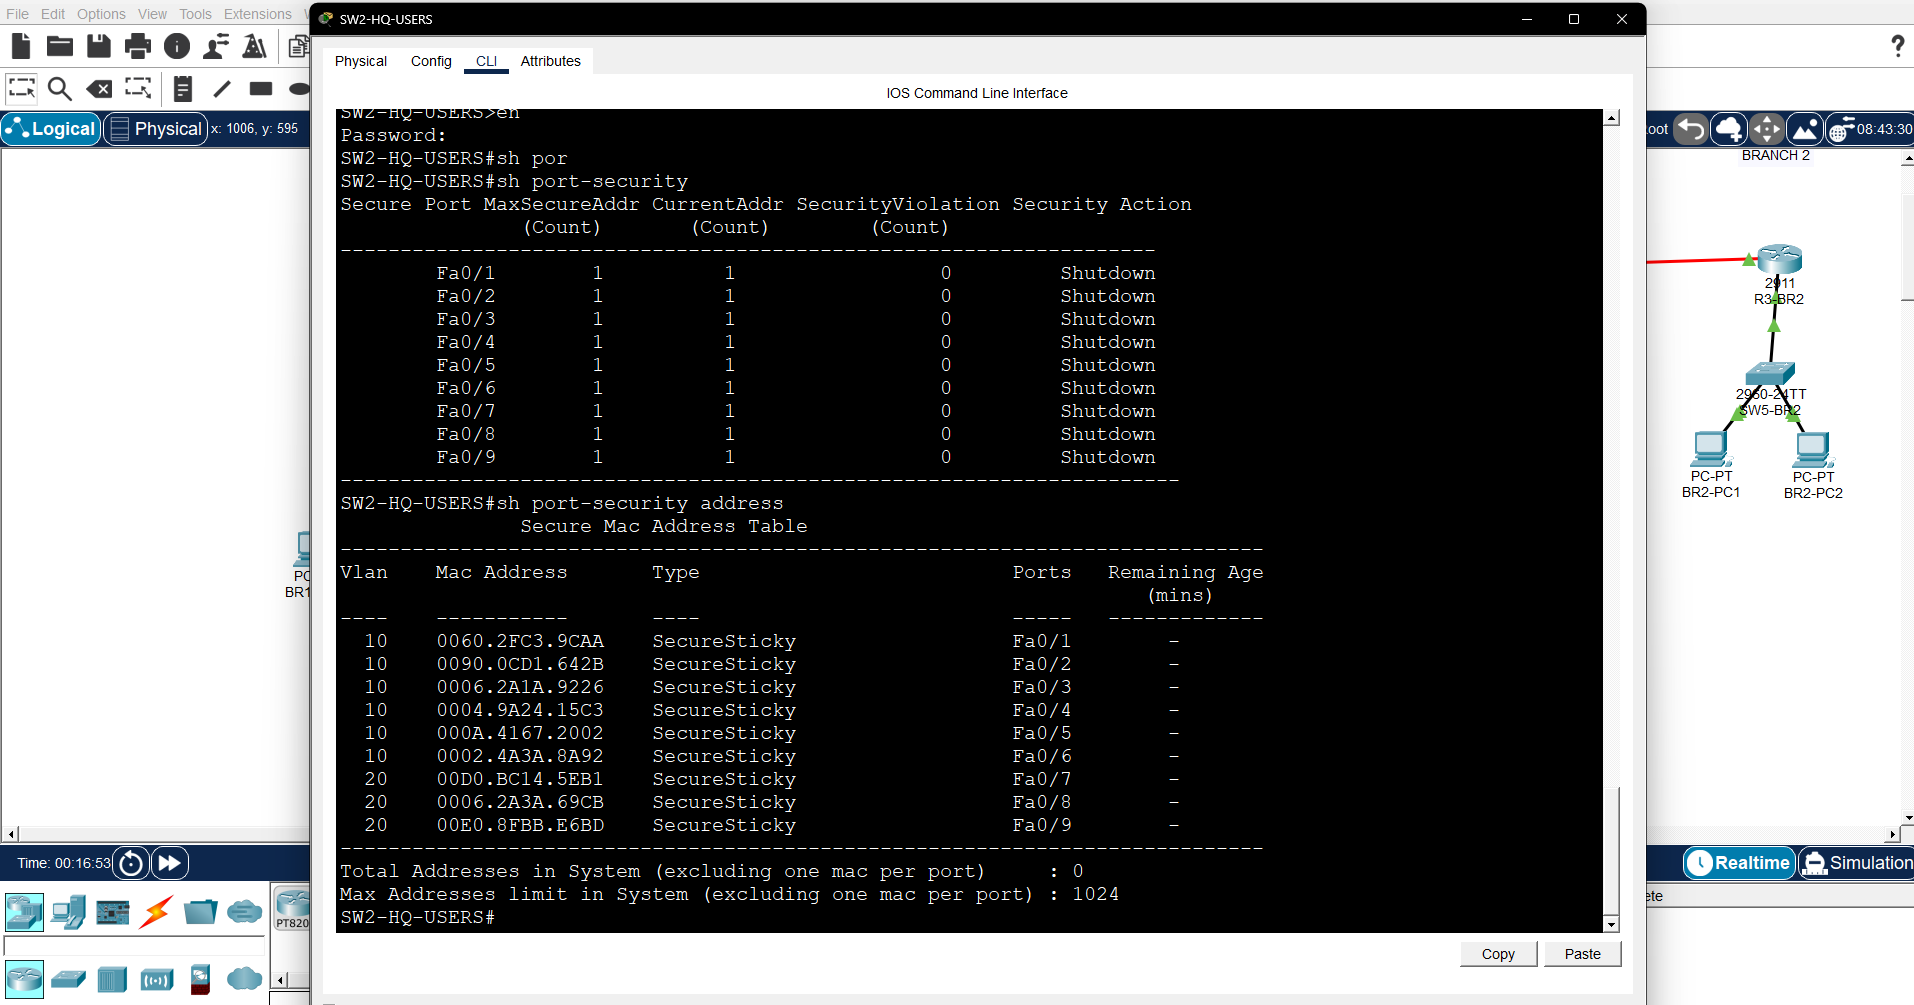 File Edit Options View Tools Extensions
SW2-HQ-USERS
Physical Config CLI Attributes
IOS Command Line Interface
Logical Physical x: 1006, y: 595
08:43:30
SW2-HQ-USERS>en
Password:
SW2-HQ-USERS#sh por
SW2-HQ-USERS#sh port-security
Secure Port MaxSecureAddr CurrentAddr SecurityViolation Security Action
(Count) (Count) (Count)
--------------------------------------------------------------------
Fa0/1 1 1 0 Shutdown
Fa0/2 1 1 0 Shutdown
Fa0/3 1 1 0 Shutdown
Fa0/4 1 1 0 Shutdown
Fa0/5 1 1 0 Shutdown
Fa0/6 1 1 0 Shutdown
Fa0/7 1 1 0 Shutdown
Fa0/8 1 1 0 Shutdown
Fa0/9 1 1 0 Shutdown
----------------------------------------------------------------------
SW2-HQ-USERS#sh port-security address
Secure Mac Address Table
-----------------------------------------------------------------------------
Vlan Mac Address Type Ports Remaining Age
(mins)
---- ----------- ---- ----- -------------
10 0060.2FC3.9CAA SecureSticky Fa0/1 -
10 0090.0CD1.642B SecureSticky Fa0/2 -
10 0006.2A1A.9226 SecureSticky Fa0/3 -
10 0004.9A24.15C3 SecureSticky Fa0/4 -
10 000A.4167.2002 SecureSticky Fa0/5 -
10 0002.4A3A.8A92 SecureSticky Fa0/6 -
20 00D0.BC14.5EB1 SecureSticky Fa0/7 -
20 0006.2A3A.69CB SecureSticky Fa0/8 -
20 00E0.8FBB.E6BD SecureSticky Fa0/9 -
-----------------------------------------------------------------------------
Total Addresses in System (excluding one mac per port) : 0
Max Addresses limit in System (excluding one mac per port) : 1024
SW2-HQ-USERS#
Copy Paste
BRANCH 2
2911
R3-BR2
2960-24TT
SW5-BR2
PC-PT
BR2-PC1
PC-PT
BR2-PC2
Time: 00:16:53
Realtime Simulation